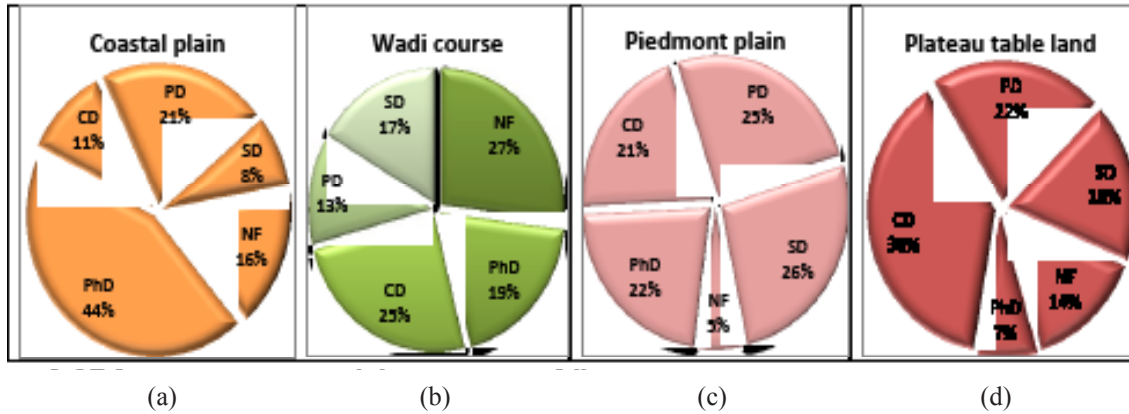 Coastal plain
PD
21%
SD
8%
NF
16%
PhD
44%
CD
11%
(a)
Wadi course
NF
27%
PhD
19%
CD
25%
PD
13%
SD
17%
(b)
Piedmont plain
PD
25%
SD
26%
NF
5%
PhD
22%
CD
21%
(c)
Plateau table land
PD
22%
SD
NF
14%
PhD
7%
CD
(d)